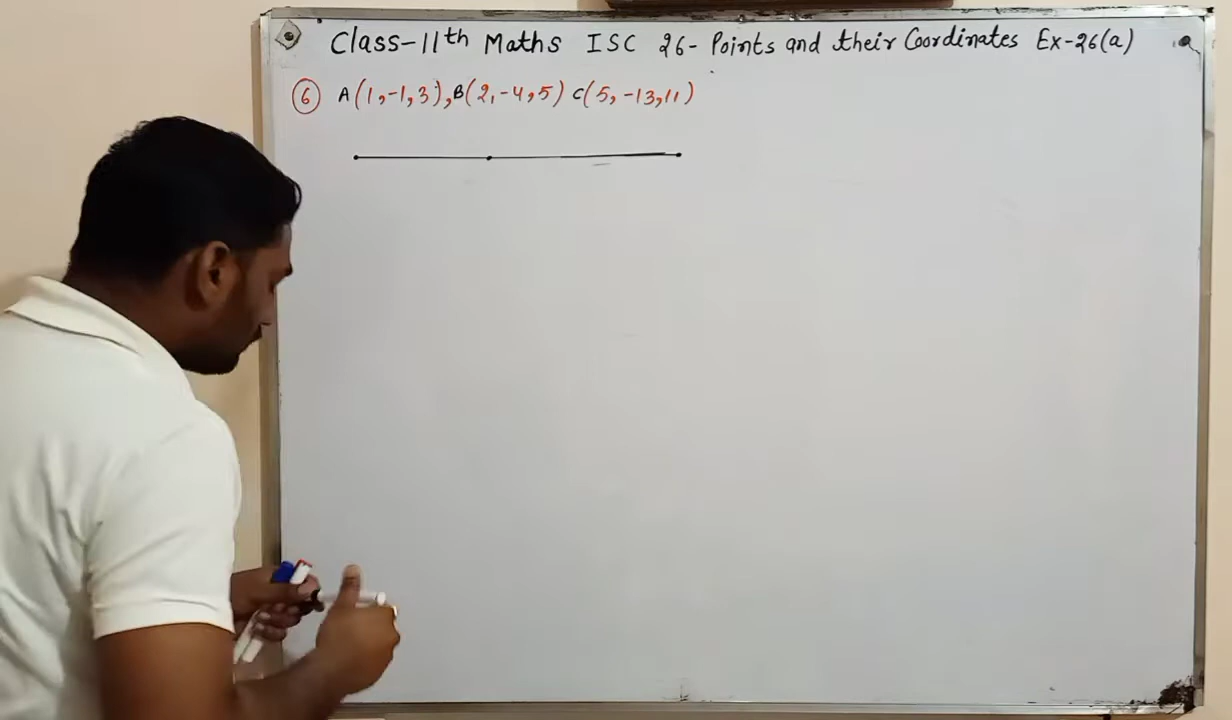 Class-11th Maths ISC 26- Points and their Coordinates Ex-26(a)
6 A(1,-1,3), B(2,-4,5) C(5,-13,11)